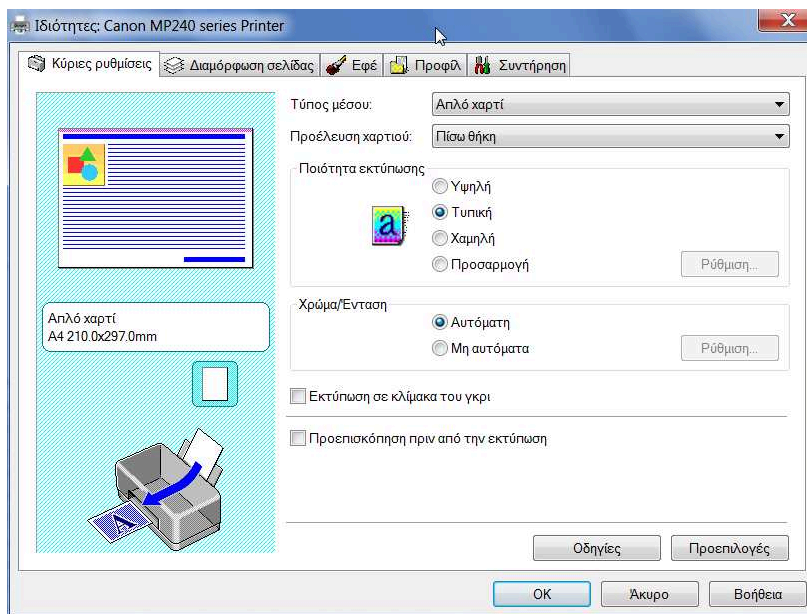 Ιδιότητες: Canon MP240 series Printer
Κύριες ρυθμίσεις Διαμόρφωση σελίδας Εφέ Προφίλ Συντήρηση
Τύπος μέσου: Απλό χαρτί
Προέλευση χαρτιού: Πίσω θήκη
Ποιότητα εκτύπωσης
Υψηλή
Τυπική
Χαμηλή
Προσαρμογή Ρύθμιση...
a
Χρώμα/Ένταση
Αυτόματη
Μη αυτόματα Ρύθμιση...
Απλό χαρτί
A4 210.0x297.0mm
Εκτύπωση σε κλίμακα του γκρι
Προεπισκόπηση πριν από την εκτύπωση
A
Οδηγίες Προεπιλογές
OK Άκυρο Βοήθεια